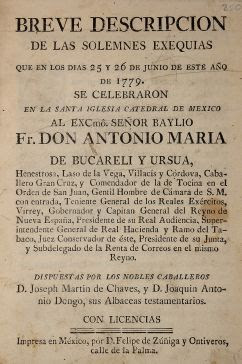 BREVE DESCRIPCION
DE LAS SOLEMNES EXEQUIAS
QUE EN LOS DIAS 25 Y 26 DE JUNIO DE ESTE AÑO
DE 1779.
SE CELEBRARON
EN LA SANTA IGLESIA CATEDRAL DE MEXICO
AL EXCmô. SEÑOR BAYLIO
Fr. DON ANTONIO MARIA
DE BUCARELI Y URSUA,
Henestrosa, Laso de la Vega, Villacís y Córdova, Caba-
llero Gran Cruz, y Comendador de la de Tocina en el
Orden de San Juan, Gentil Hombre de Cámara de S. M.
con entrada, Teniente General de los Reales Exércitos,
Virrey, Gobernador y Capitan General del Reyno de
Nueva España, Presidente de su Real Audiencia, Super-
intendente General de Real Hacienda y Ramo del Ta-
baco, Juez Conservador de éste, Presidente de su Junta,
y Subdelegado de la Renta de Correos en el mismo
Reyno.
DISPUESTAS POR LOS NOBLES CABALLEROS
D. Joseph Martin de Chaves, y D. Joaquin Anto-
nio Dongo, sus Albaceas testamentarios.
CON LICENCIAS
Impresa en México, por D. Felipe de Zúñiga y Ontiveros,
calle de la Palma.